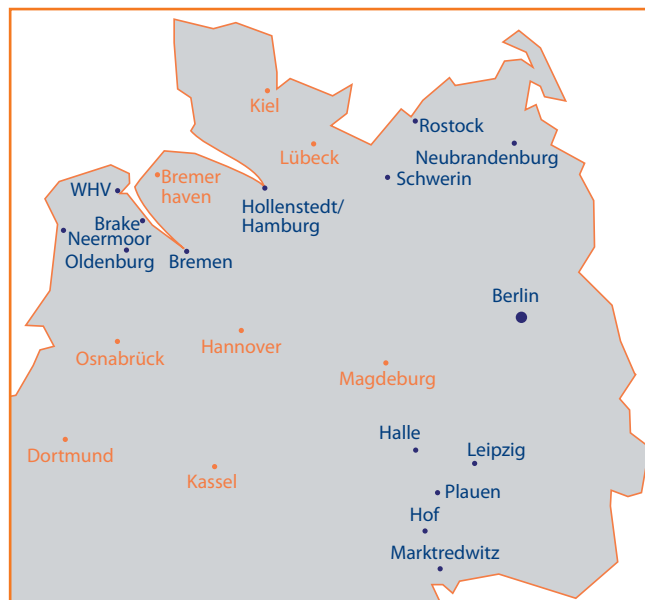 Kiel
Rostock
Lübeck
Neubrandenburg
Bremer
haven
Schwerin
WHV
Hollenstedt/
Hamburg
Brake
Neermoor
Oldenburg
Bremen
Berlin
Hannover
Osnabrück
Magdeburg
Halle
Leipzig
Dortmund
Kassel
Plauen
Hof
Marktredwitz